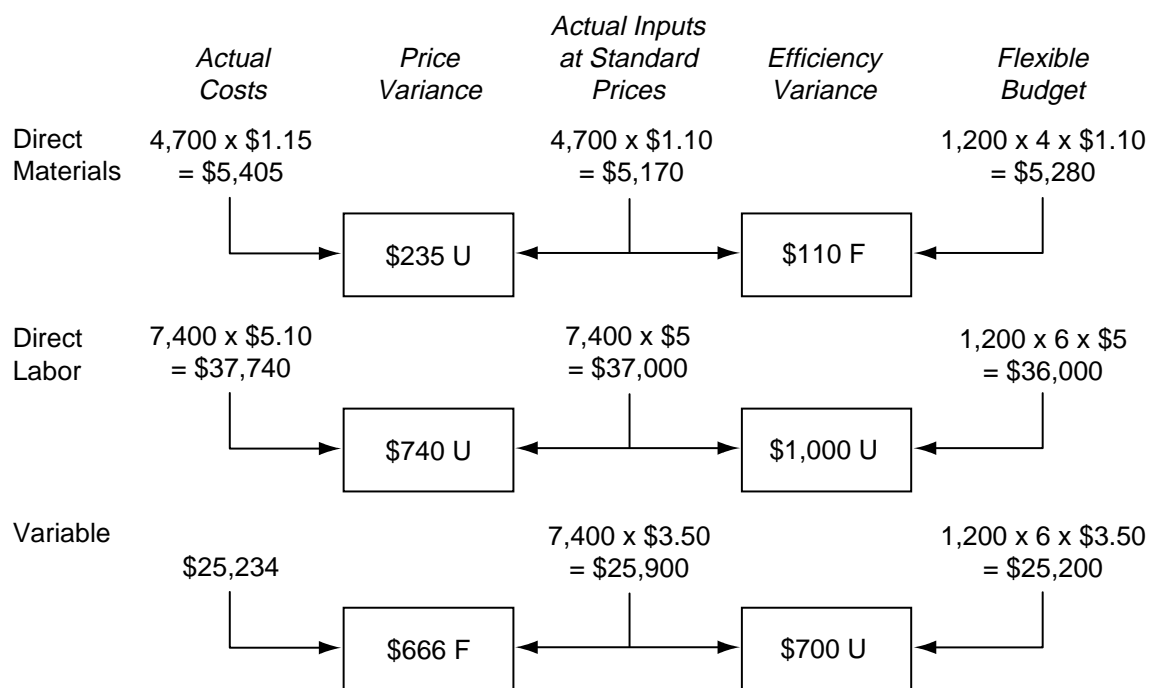 Actual Costs
Price Variance
Actual Inputs at Standard Prices
Efficiency Variance
Flexible Budget
Direct Materials
4,700 x $1.15
= $5,405
4,700 x $1.10
= $5,170
1,200 x 4 x $1.10
= $5,280
$235 U
$110 F
Direct Labor
7,400 x $5.10
= $37,740
7,400 x $5
= $37,000
1,200 x 6 x $5
= $36,000
$740 U
$1,000 U
Variable
$25,234
7,400 x $3.50
= $25,900
1,200 x 6 x $3.50
= $25,200
$666 F
$700 U